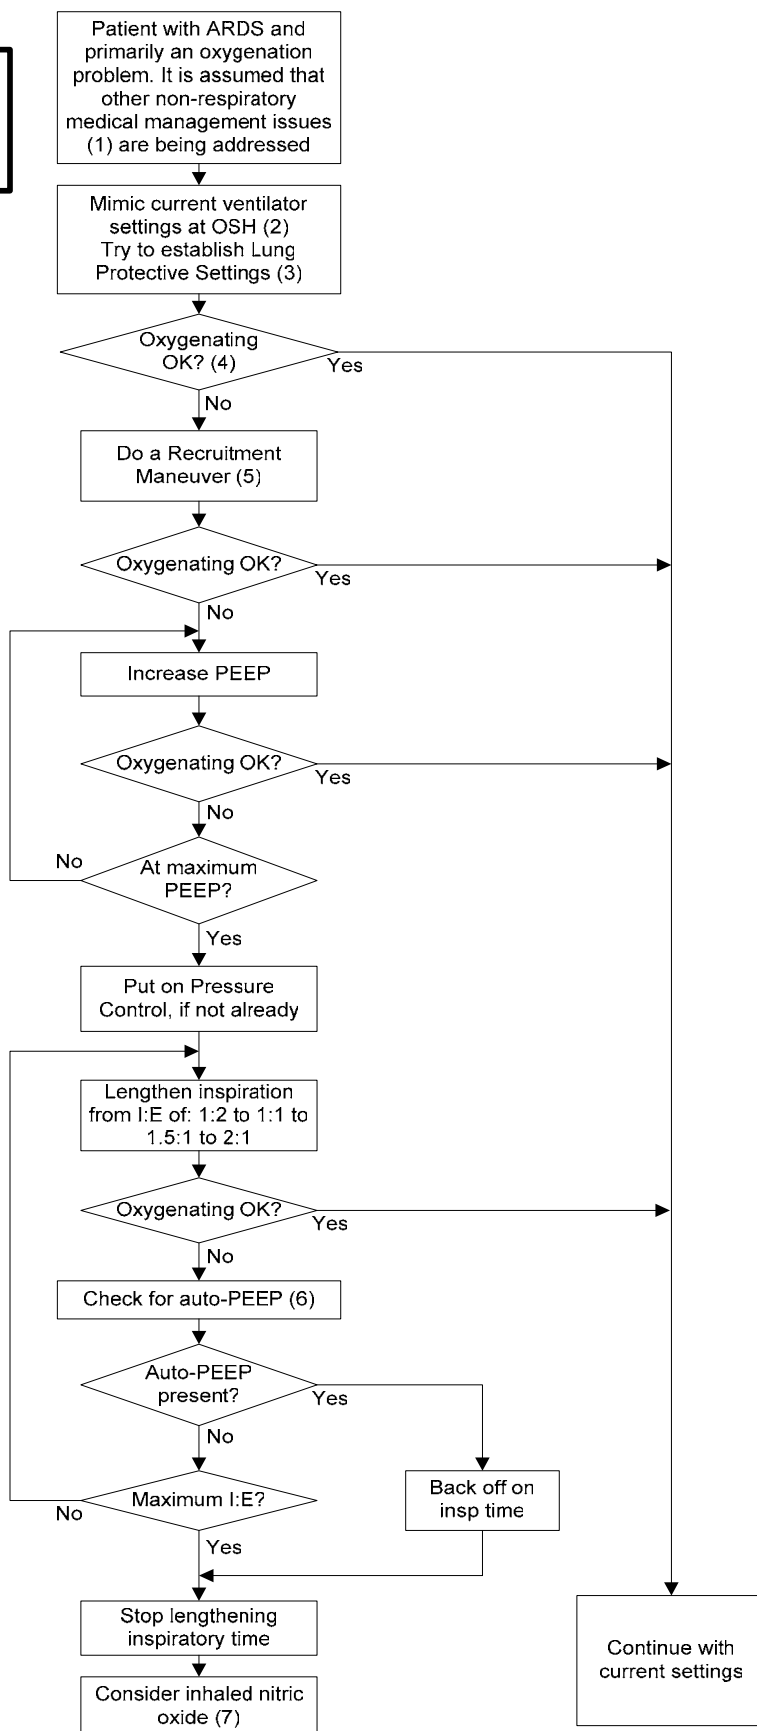 Patient with ARDS and
primarily an oxygenation
problem. It is assumed that
other non-respiratory
medical management issues
(1) are being addressed
Mimic current ventilator
settings at OSH (2)
Try to establish Lung
Protective Settings (3)
Oxygenating
OK? (4)
Yes
No
Do a Recruitment
Maneuver (5)
Oxygenating OK?
Yes
No
Increase PEEP
Oxygenating OK?
Yes
No
No
At maximum
PEEP?
Yes
Put on Pressure
Control, if not already
Lengthen inspiration
from I:E of: 1:2 to 1:1 to
1.5:1 to 2:1
Oxygenating OK?
Yes
No
Check for auto-PEEP (6)
Auto-PEEP
present?
Yes
No
Maximum I:E?
No
Yes
Back off on
insp time
Stop lengthening
inspiratory time
Continue with
current settings
Consider inhaled nitric
oxide (7)